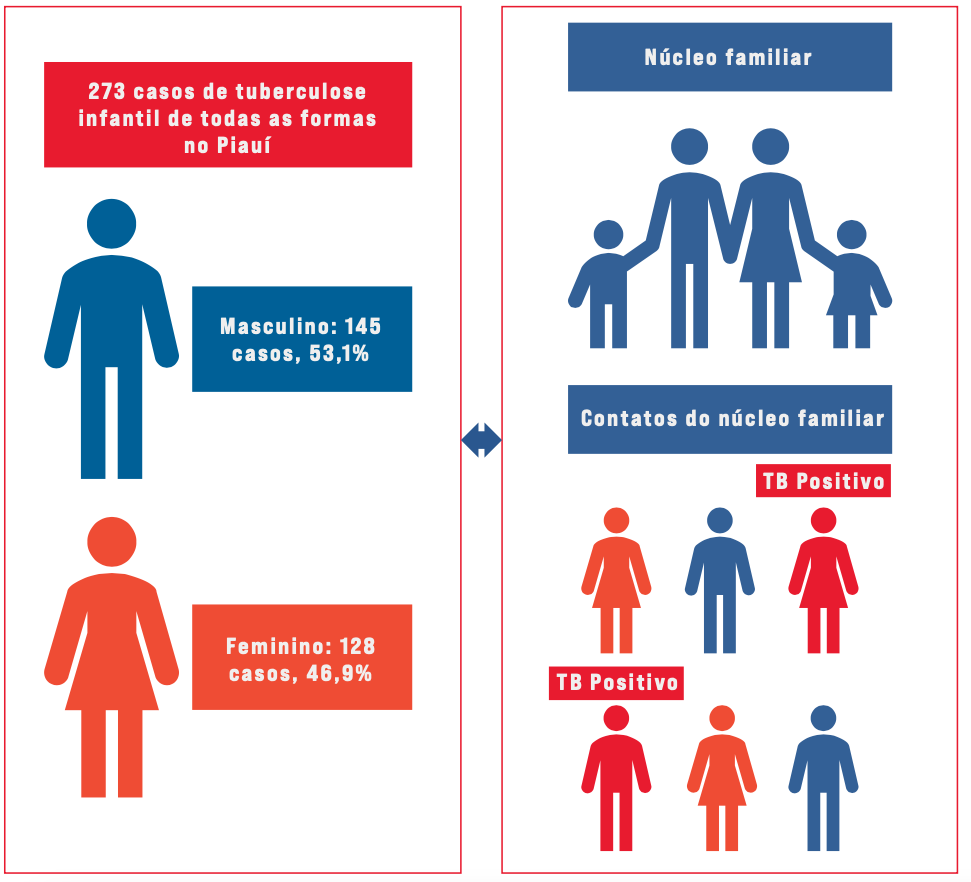 273 casos de tuberculose
infantil de todas as formas
no Piauí
Masculino: 145
casos, 53,1%
Feminino: 128
casos, 46,9%
Núcleo familiar
Contatos do núcleo familiar
TB Positivo
TB Positivo